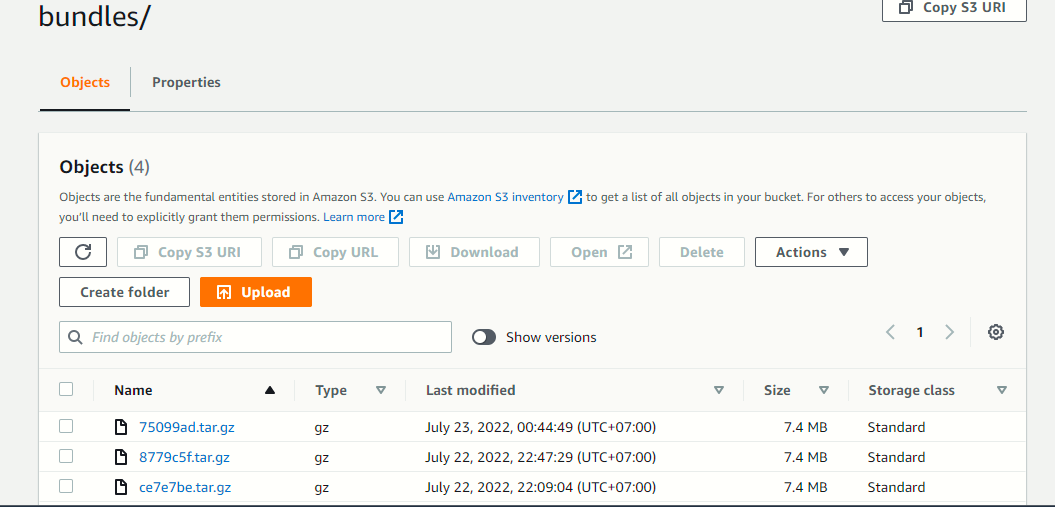 bundles/
Copy S3 URI
Objects
Properties
Objects (4)
Objects are the fundamental entities stored in Amazon S3. You can use Amazon S3 inventory to get a list of all objects in your bucket. For others to access your objects,
you'll need to explicitly grant them permissions. Learn more
Copy S3 URI
Copy URL
Download
Open
Delete
Actions
Create folder
Upload
Find objects by prefix
Show versions
1
Name
Type
Last modified
Size
Storage class
75099ad.tar.gz gz July 23, 2022, 00:44:49 (UTC+07:00) 7.4 MB Standard
8779c5f.tar.gz gz July 22, 2022, 22:47:29 (UTC+07:00) 7.4 MB Standard
ce7e7be.tar.gz gz July 22, 2022, 22:09:04 (UTC+07:00) 7.4 MB Standard